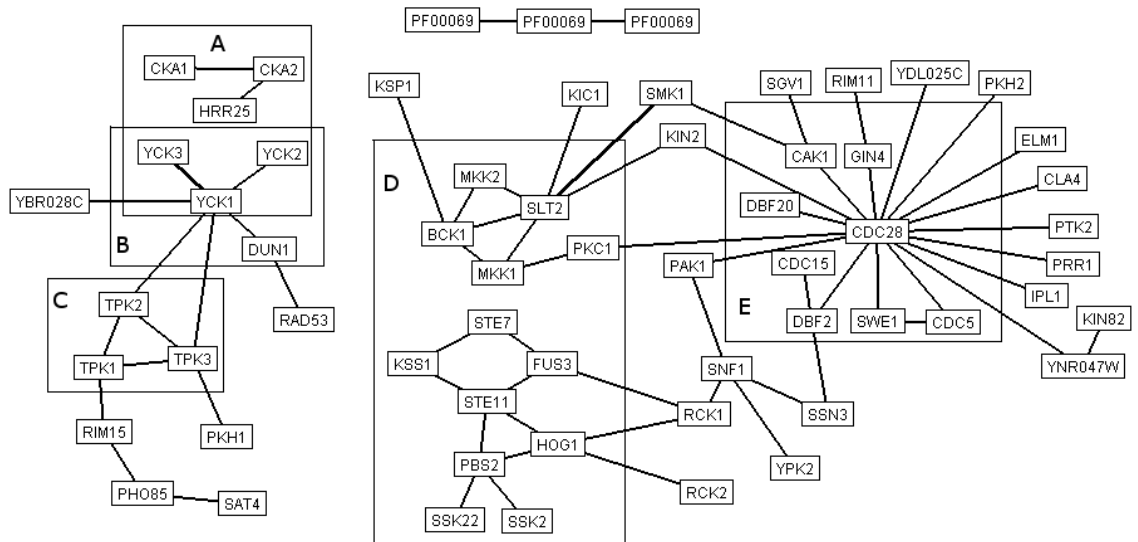 PF00069 PF00069 PF00069
A
CKA1 CKA2
HRR25
YCK3 YCK2
YBR028C YCK1
B DUN1
C TPK2 RAD53
TPK1 TPK3
RIM15 PKH1
PHO85 SAT4
KSP1 KIC1 SMK1
KIN2
D MKK2
SLT2
BCK1
MKK1 PKC1
STE7
KSS1 FUS3
STE11
HOG1 RCK1
PBS2
RCK2
SSK22 SSK2
SGV1 RIM11 YDL025C PKH2
ELM1
CAK1 GIN4
CLA4
DBF20
CDC28 PTK2
PAK1 CDC15 PRR1
IPL1
E DBF2 SWE1 CDC5 KIN82
YNR047W
SNF1
SSN3
YPK2